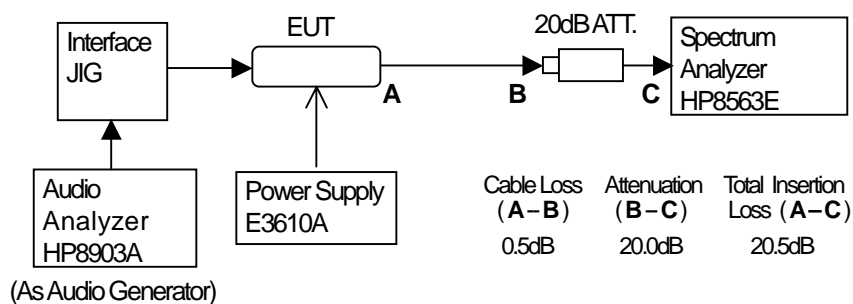 Interface
JIG
EUT
A
B
20dB ATT.
C
Spectrum
Analyzer
HP8563E
Audio
Analyzer
HP8903A
(As Audio Generator)
Power Supply
E3610A
Cable Loss
(A–B)
0.5dB
Attenuation
(B–C)
20.0dB
Total Insertion
Loss (A–C)
20.5dB